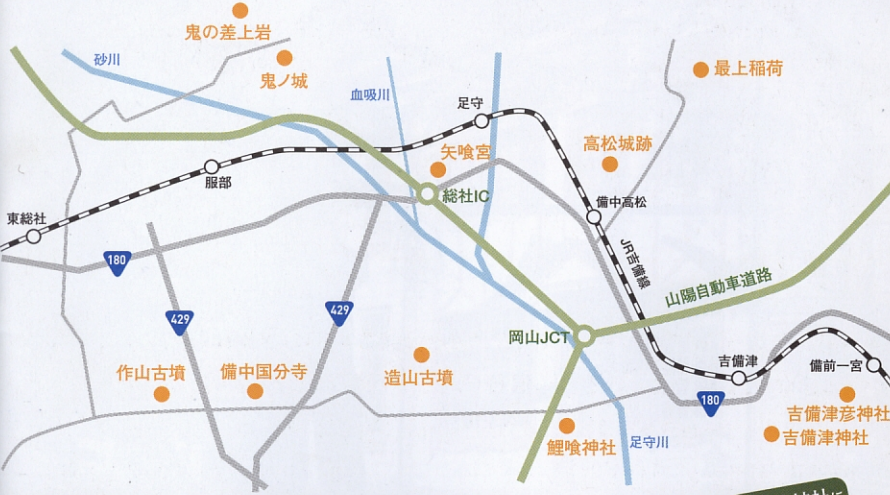 鬼の差上岩
砂川
鬼ノ城
最上稲荷
血吸川
足守
矢喰宮
高松城跡
服部
総社IC
備中高松
東総社
180
JR吉備線
山陽自動車道路
429
429
岡山JCT
吉備津
備前一宮
作山古墳
備中国分寺
造山古墳
180
吉備津彦神社
鯉喰神社
足守川
吉備津神社